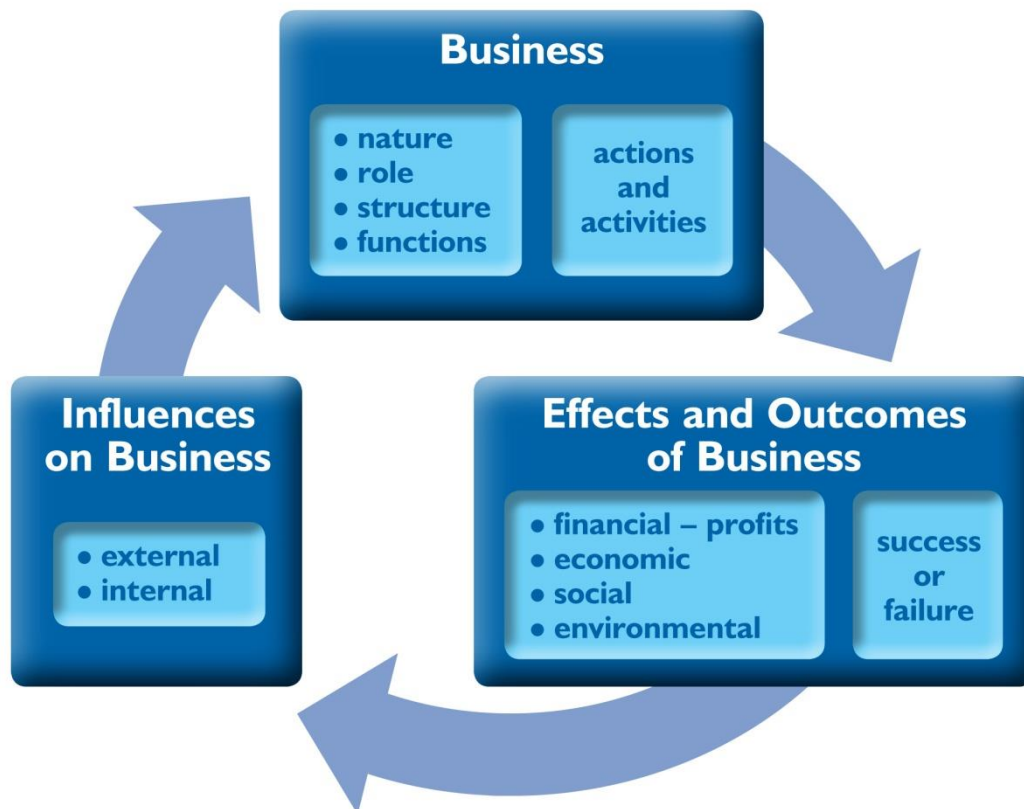 Business
• nature
• role
• structure
• functions
actions
and
activities
Influences
on Business
• external
• internal
Effects and Outcomes
of Business
• financial – profits
• economic
• social
• environmental
success
or
failure